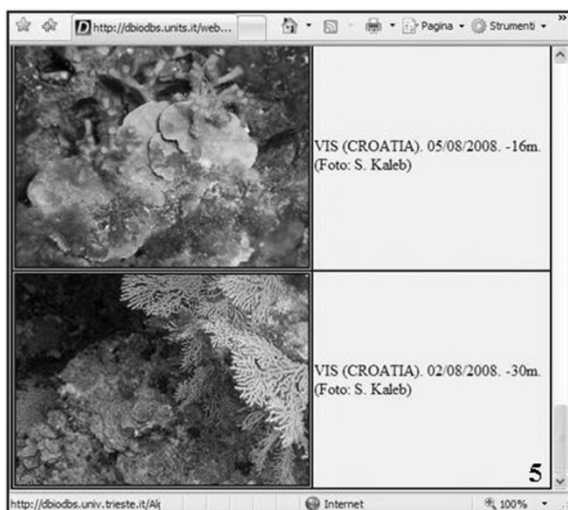 http://dbiodbs.units.it/web...
Pagina
Strumenti
»
VIS (CROATIA). 05/08/2008. -16m.
(Foto: S. Kaleb)
VIS (CROATIA). 02/08/2008. -30m.
(Foto: S. Kaleb)
5
http://dbiodbs.univ.trieste.it/Al
Internet
100%